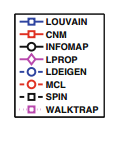 LOUVAIN
CNM
INFOMAP
LPROP
LDEIGEN
MCL
SPIN
WALKTRAP